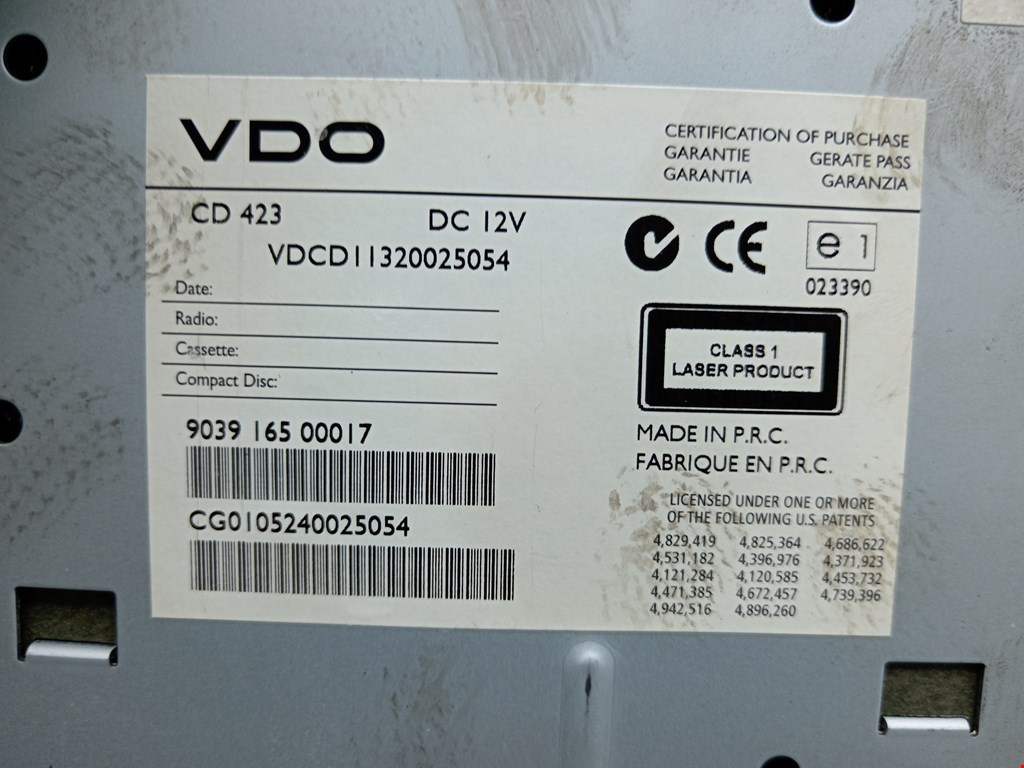 VDO
CERTIFICATION OF PURCHASE
GARANTIE GERATE PASS
GARANTIA GARANZIA
CD 423 DC 12V
VDCD11320025054
Date:
Radio:
Cassette:
Compact Disc:
9039 165 00017
CG0105240025054
CE
e 1
023390
CLASS 1
LASER PRODUCT
MADE IN P.R.C.
FABRIQUE EN P.R.C.
LICENSED UNDER ONE OR MORE
OF THE FOLLOWING U.S. PATENTS
4,829,419 4,825,364 4,686,622
4,531,182 4,396,976 4,371,923
4,121,284 4,120,585 4,453,732
4,471,385 4,672,457 4,739,396
4,942,516 4,896,260